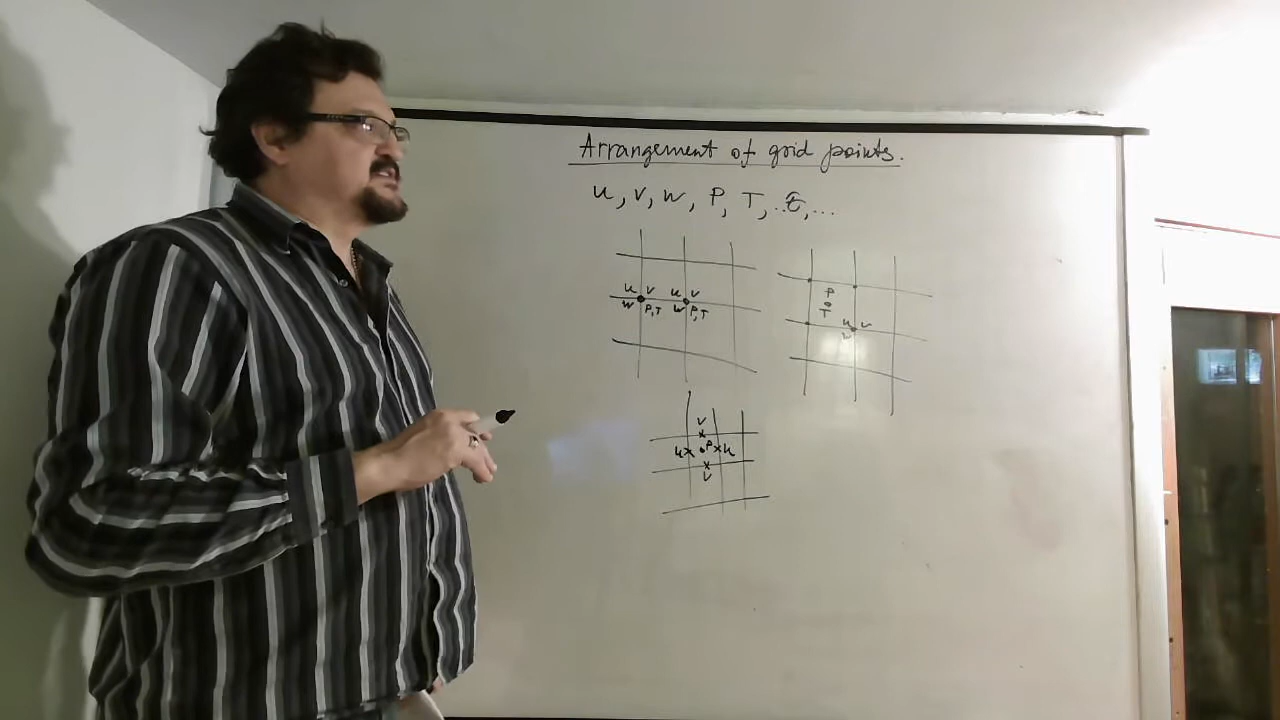 Arrangement of grid points.
u, v, w, P, T, .. τ, ...
u v u v
w P,T w P,T
P
T
u v
w
v
u x . P x u
x
v